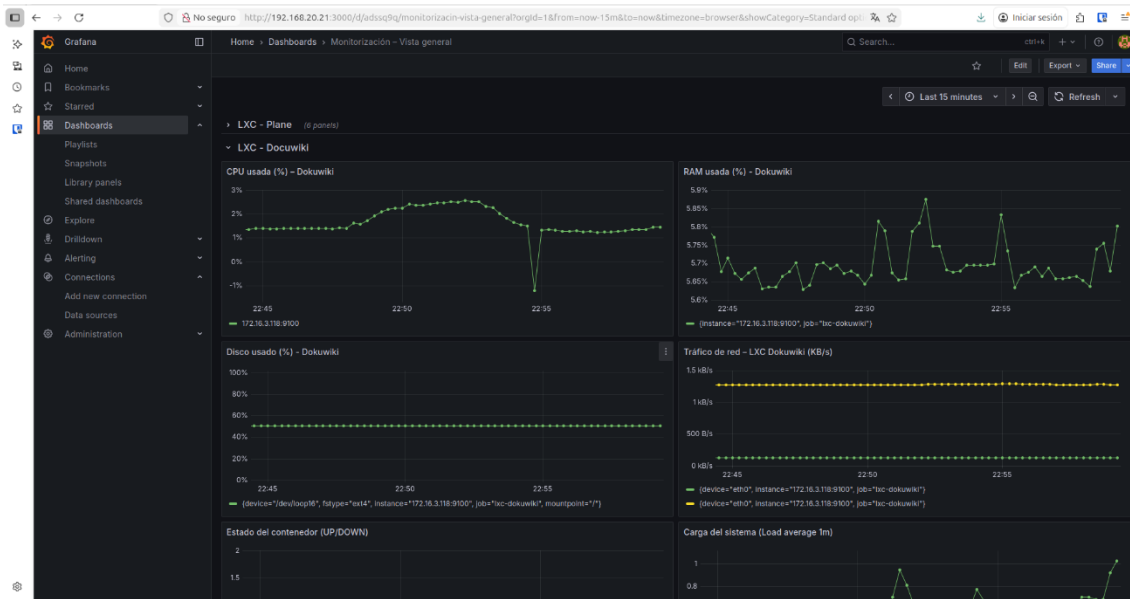 No seguro http://192.168.20.21:3000/d/adssq9q/monitorizacin-vista-general?orgId=1&from=now-15m&to=now&timezone=browser&showCategory=Standard opti
Iniciar sesión
Grafana
Home › Dashboards › Monitorización – Vista general
Search...
ctrl+k
Home
Bookmarks
Starred
Dashboards
Playlists
Snapshots
Library panels
Shared dashboards
Explore
Drilldown
Alerting
Connections
Add new connection
Data sources
Administration
Edit
Export
Share
Last 15 minutes
Refresh
LXC - Plane (6 panels)
LXC - Docuwiki
CPU usada (%) – Dokuwiki
3%
2%
1%
0%
-1%
22:45 22:50 22:55
172.16.3.118:9100
RAM usada (%) - Dokuwiki
5.9%
5.85%
5.8%
5.75%
5.7%
5.65%
5.6%
22:45 22:50 22:55
{instance="172.16.3.118:9100", job="lxc-dokuwiki"}
Disco usado (%) - Dokuwiki
100%
80%
60%
40%
20%
0%
22:45 22:50 22:55
{device="/dev/loop16", fstype="ext4", instance="172.16.3.118:9100", job="lxc-dokuwiki", mountpoint="/"}
Tráfico de red – LXC Dokuwiki (KB/s)
1.5 kB/s
1 kB/s
500 B/s
0 kB/s
22:45 22:50 22:55
{device="eth0", instance="172.16.3.118:9100", job="lxc-dokuwiki"}
{device="eth0", instance="172.16.3.118:9100", job="lxc-dokuwiki"}
Estado del contenedor (UP/DOWN)
2
1.5
Carga del sistema (Load average 1m)
1
0.8